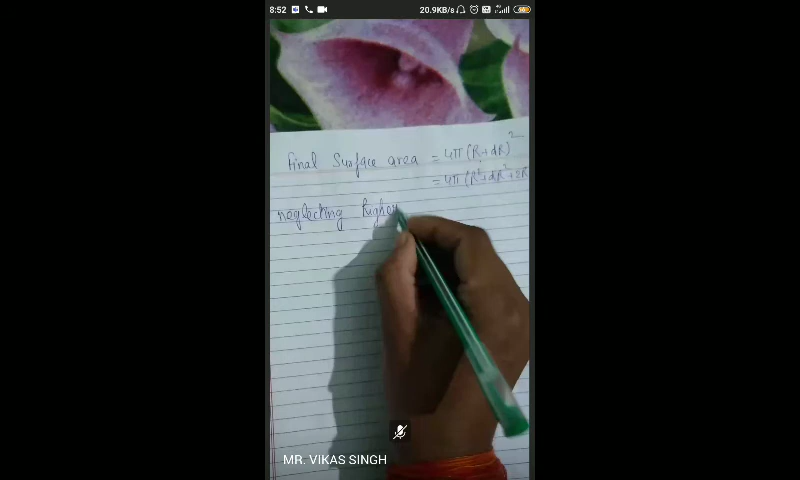 8:52 20.9KB/s
Final Surface area = 4π(R+dR)²
= 4π(R²+dR²+2R
neglecting higher
MR. VIKAS SINGH